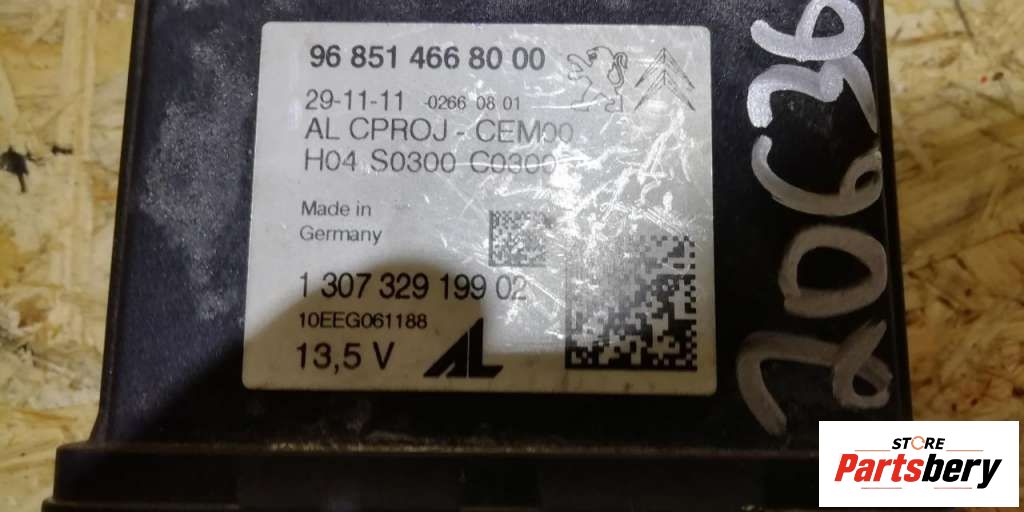 96 851 466 80 00
29-11-11 -0266 08 01
AL CPROJ - CEM00
H04 S0300 C0300
Made in
Germany
1 307 329 199 02
10EEG061188
13,5 V
AL
20636
STORE
Partsbery